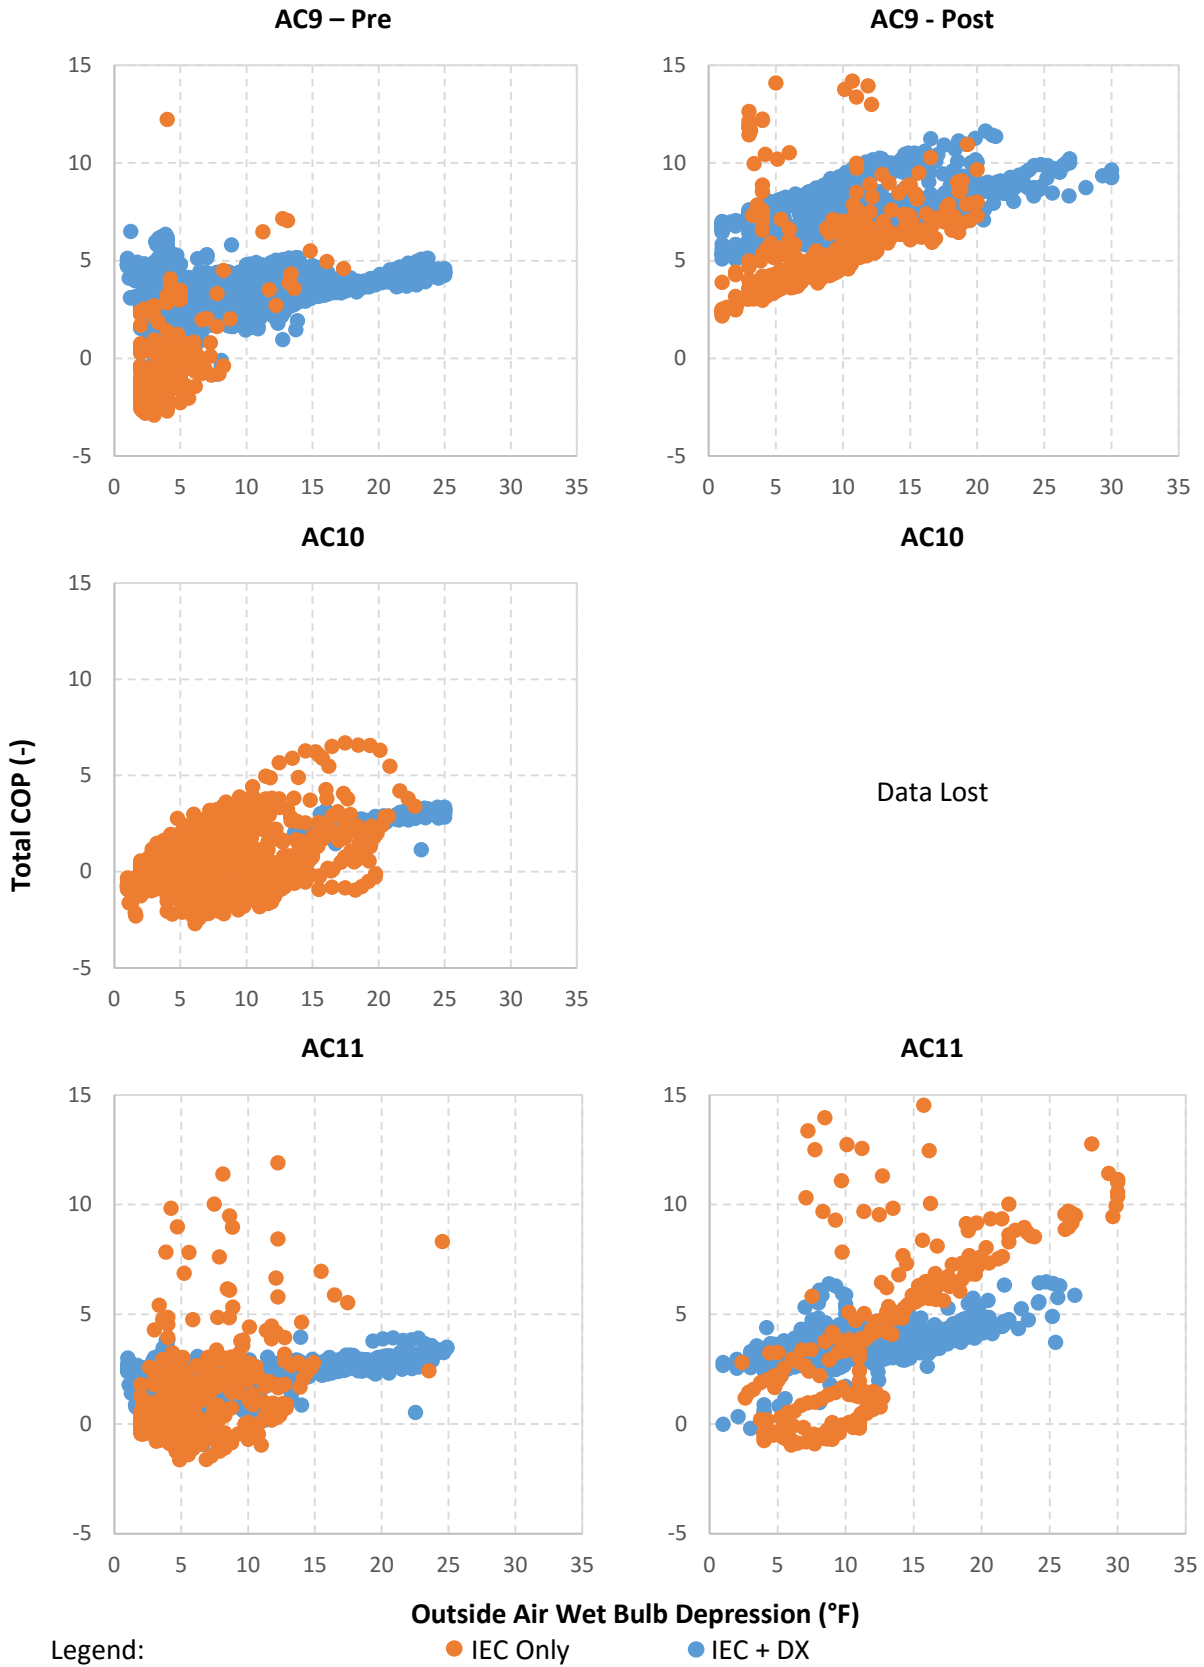 AC9 – Pre
AC9 - Post
15
10
5
0
-5
0 5 10 15 20 25 30 35
15
10
5
0
-5
0 5 10 15 20 25 30 35
AC10
AC10
15
10
5
0
-5
0 5 10 15 20 25 30 35
Data Lost
Total COP (-)
AC11
AC11
15
10
5
0
-5
0 5 10 15 20 25 30 35
15
10
5
0
-5
0 5 10 15 20 25 30 35
Outside Air Wet Bulb Depression (°F)
Legend: IEC Only IEC + DX